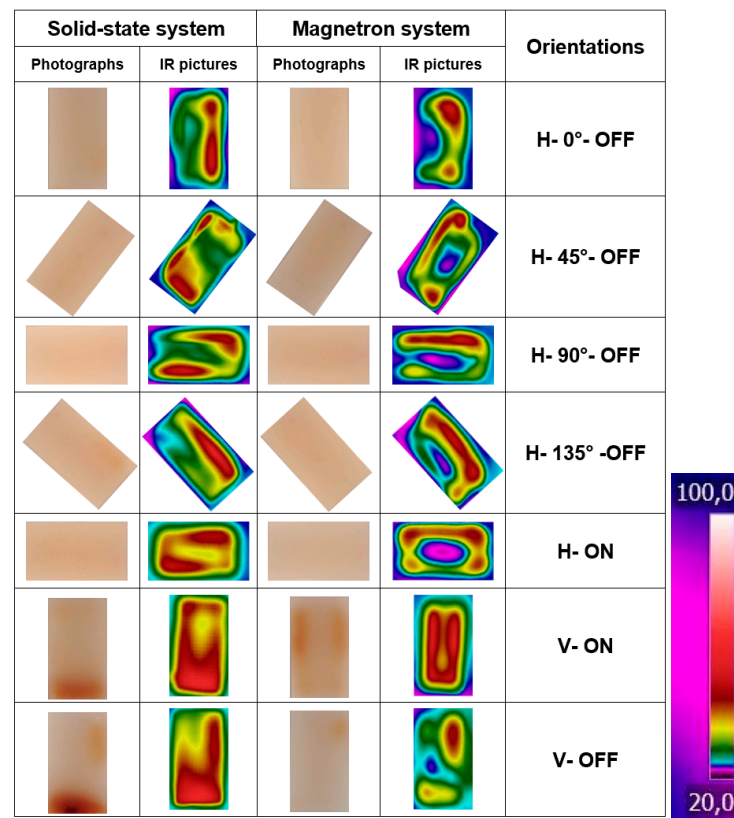 Solid-state system Magnetron system Orientations
Photographs IR pictures Photographs IR pictures
H- 0°- OFF
H- 45°- OFF
H- 90°- OFF
H- 135° -OFF
100,0
H- ON
V- ON
V- OFF
20,0